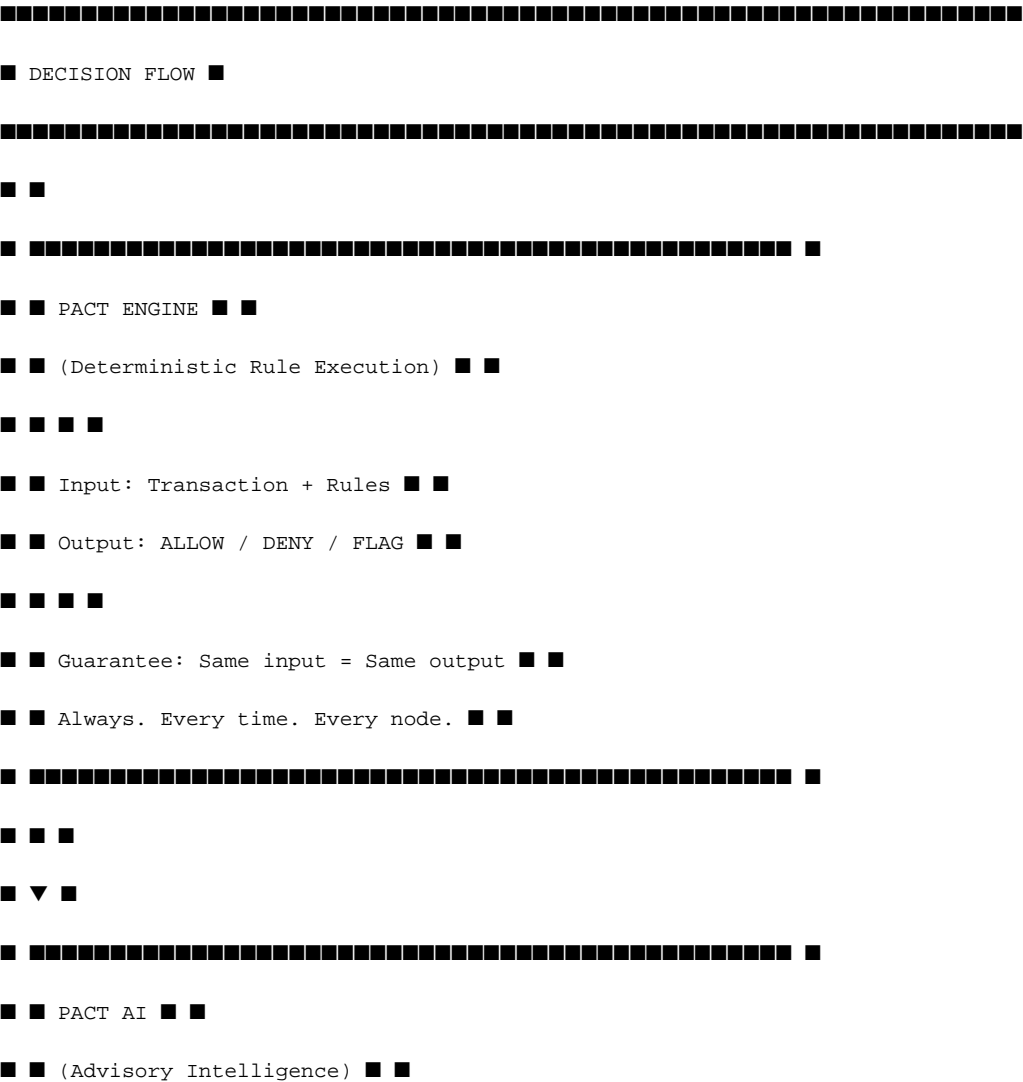 ■■■■■■■■■■■■■■■■■■■■■■■■■■■■■■■■■■■■■■■■■■■■■■■■■■■■■■■■■■■■■■■
■ DECISION FLOW ■
■■■■■■■■■■■■■■■■■■■■■■■■■■■■■■■■■■■■■■■■■■■■■■■■■■■■■■■■■■■■■■■
■ ■
■ ■■■■■■■■■■■■■■■■■■■■■■■■■■■■■■■■■■■■■■■■■■■■■■■ ■
■ ■ PACT ENGINE ■ ■
■ ■ (Deterministic Rule Execution) ■ ■
■ ■ ■ ■
■ ■ Input: Transaction + Rules ■ ■
■ ■ Output: ALLOW / DENY / FLAG ■ ■
■ ■ ■ ■
■ ■ Guarantee: Same input = Same output ■ ■
■ ■ Always. Every time. Every node. ■ ■
■ ■■■■■■■■■■■■■■■■■■■■■■■■■■■■■■■■■■■■■■■■■■■■■■■ ■
■ ■ ■
■ ▼ ■
■ ■■■■■■■■■■■■■■■■■■■■■■■■■■■■■■■■■■■■■■■■■■■■■■■ ■
■ ■ PACT AI ■ ■
■ ■ (Advisory Intelligence) ■ ■